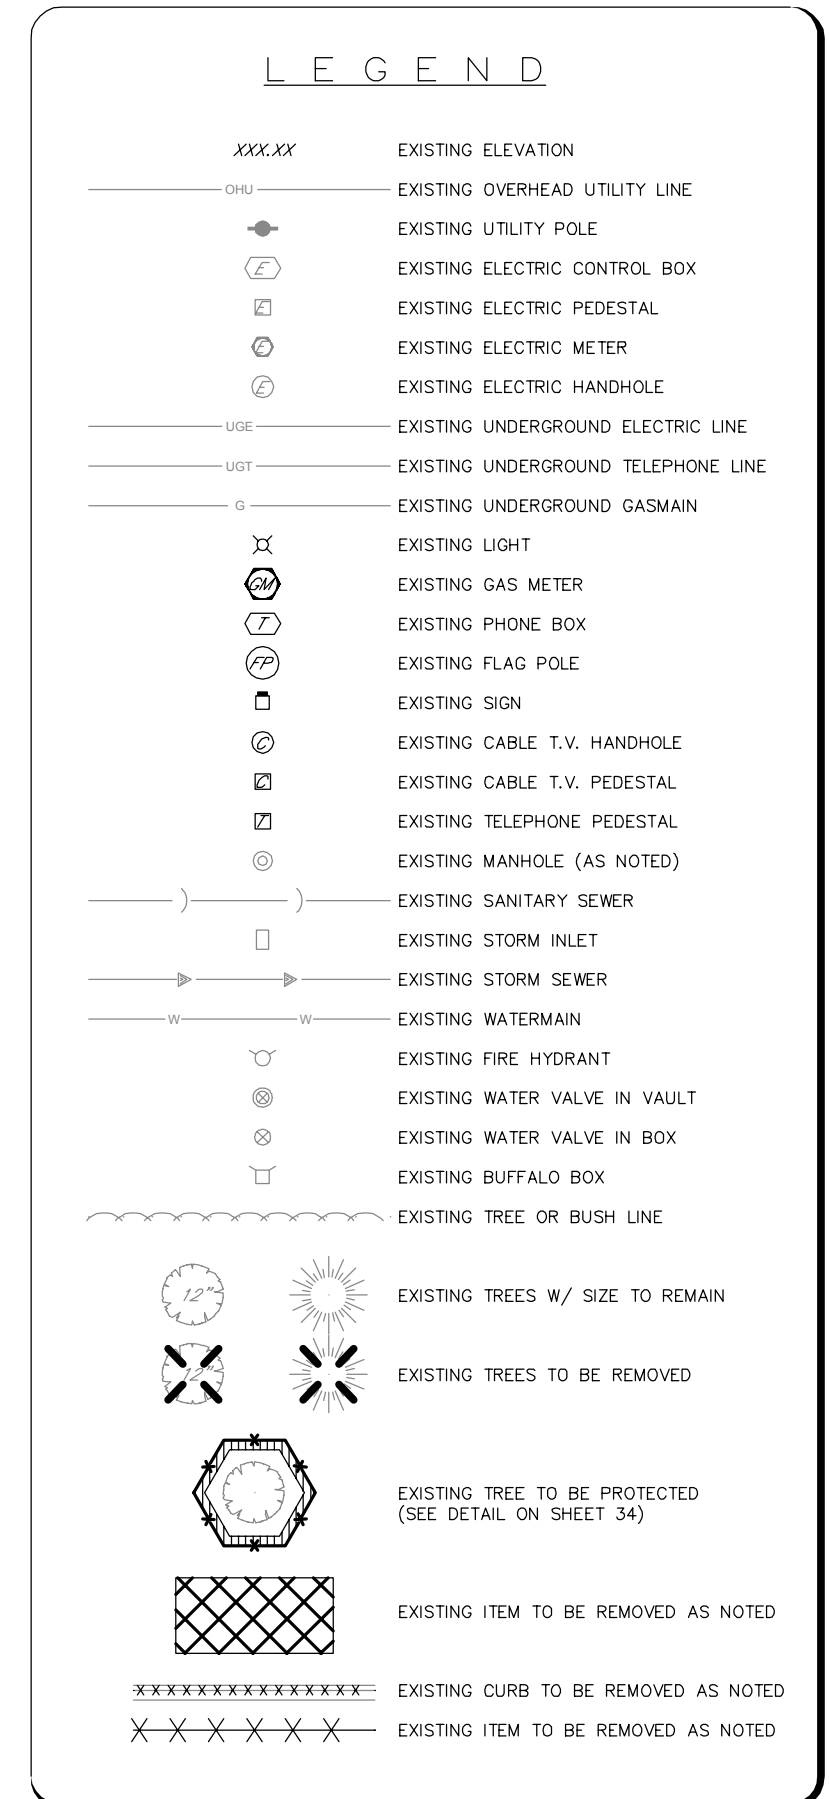 LEGEND
XXX.XX EXISTING ELEVATION
OHU EXISTING OVERHEAD UTILITY LINE
EXISTING UTILITY POLE
E EXISTING ELECTRIC CONTROL BOX
E EXISTING ELECTRIC PEDESTAL
E EXISTING ELECTRIC METER
E EXISTING ELECTRIC HANDHOLE
UGE EXISTING UNDERGROUND ELECTRIC LINE
UGT EXISTING UNDERGROUND TELEPHONE LINE
G EXISTING UNDERGROUND GASMAIN
EXISTING LIGHT
GM EXISTING GAS METER
T EXISTING PHONE BOX
FP EXISTING FLAG POLE
EXISTING SIGN
C EXISTING CABLE T.V. HANDHOLE
C EXISTING CABLE T.V. PEDESTAL
T EXISTING TELEPHONE PEDESTAL
EXISTING MANHOLE (AS NOTED)
EXISTING SANITARY SEWER
EXISTING STORM INLET
EXISTING STORM SEWER
W W EXISTING WATERMAIN
EXISTING FIRE HYDRANT
EXISTING WATER VALVE IN VAULT
EXISTING WATER VALVE IN BOX
EXISTING BUFFALO BOX
EXISTING TREE OR BUSH LINE
12" EXISTING TREES W/ SIZE TO REMAIN
12" EXISTING TREES TO BE REMOVED
EXISTING TREE TO BE PROTECTED
(SEE DETAIL ON SHEET 34)
EXISTING ITEM TO BE REMOVED AS NOTED
EXISTING CURB TO BE REMOVED AS NOTED
EXISTING ITEM TO BE REMOVED AS NOTED